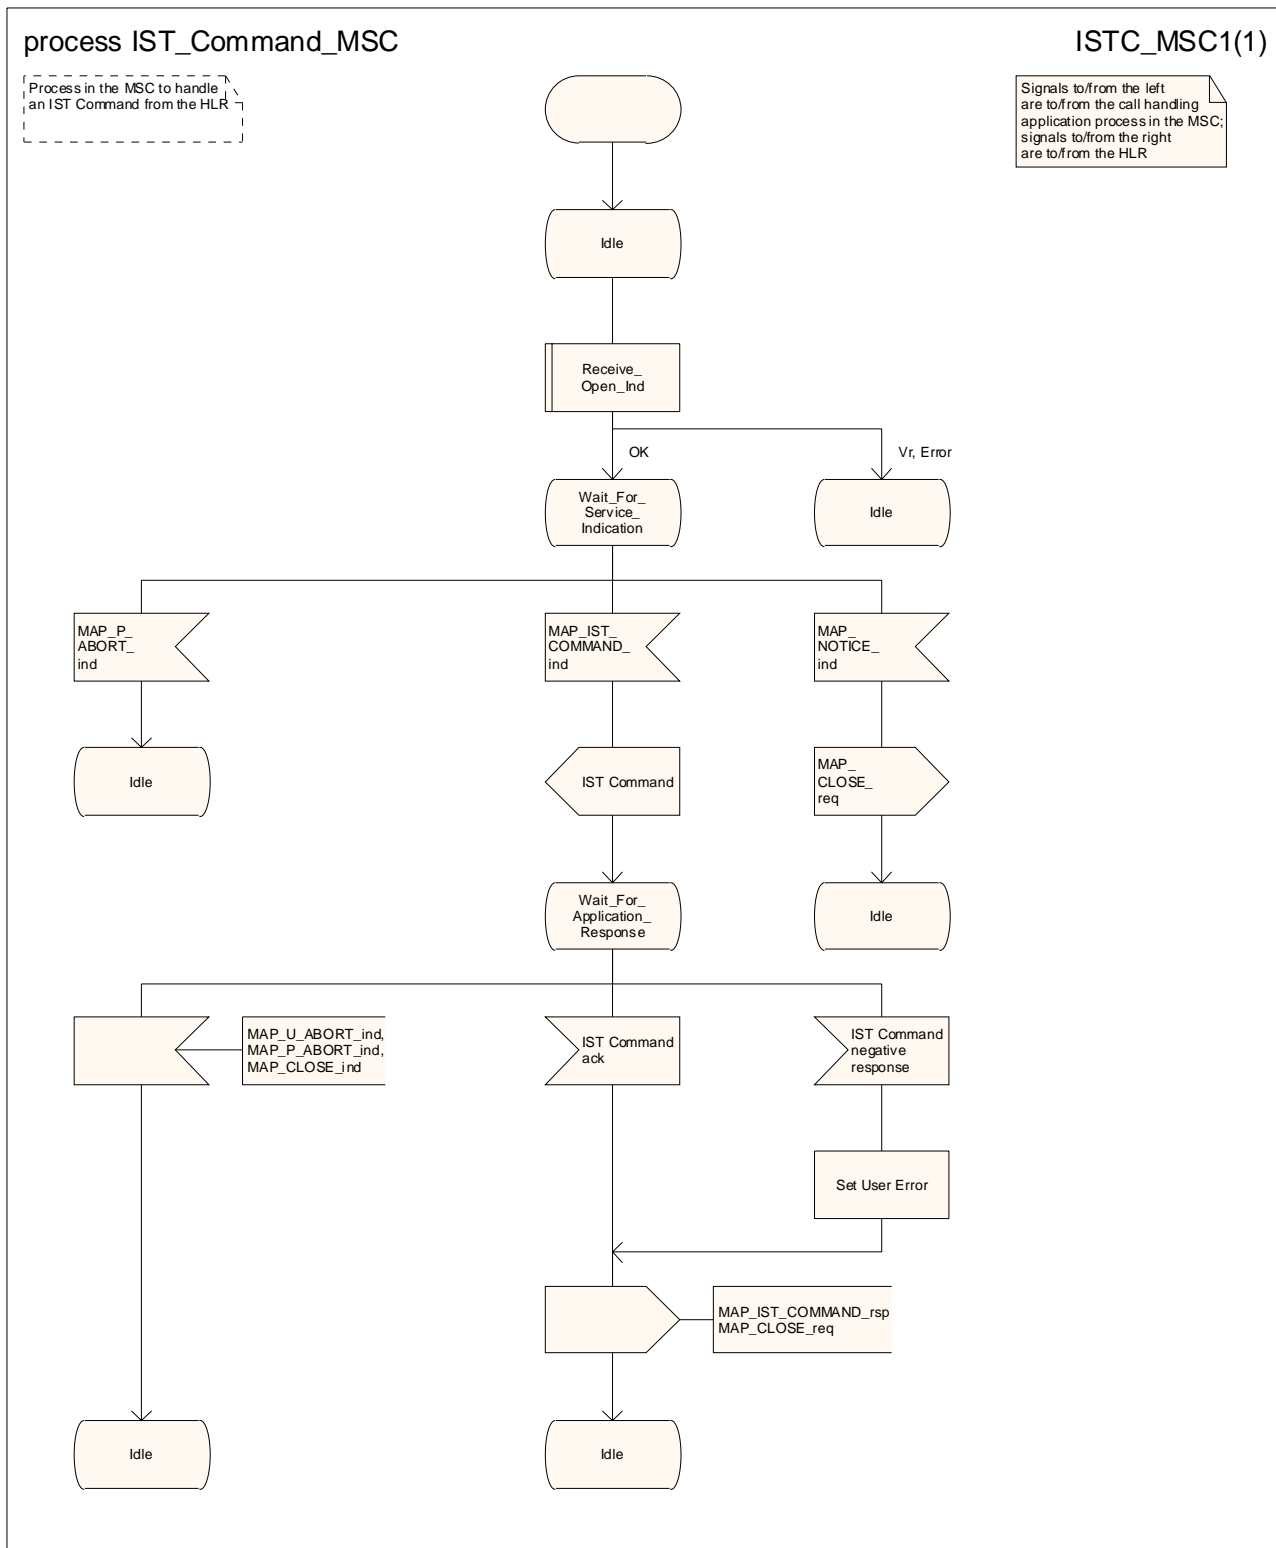 process IST_Command_MSC
ISTC_MSC1(1)
Process in the MSC to handle
an IST Command from the HLR
Signals to/from the left
are to/from the call handling
application process in the MSC;
signals to/from the right
are to/from the HLR
Idle
Receive_
Open_Ind
OK
Vr, Error
Wait_For_
Service_
Indication
Idle
MAP_P_
ABORT_
ind
MAP_IST_
COMMAND_
ind
MAP_
NOTICE_
ind
Idle
IST Command
MAP_
CLOSE_
req
Wait_For_
Application_
Response
Idle
MAP_U_ABORT_ind,
MAP_P_ABORT_ind,
MAP_CLOSE_ind
IST Command
ack
IST Command
negative
response
Set User Error
MAP_IST_COMMAND_rsp
MAP_CLOSE_req
Idle
Idle